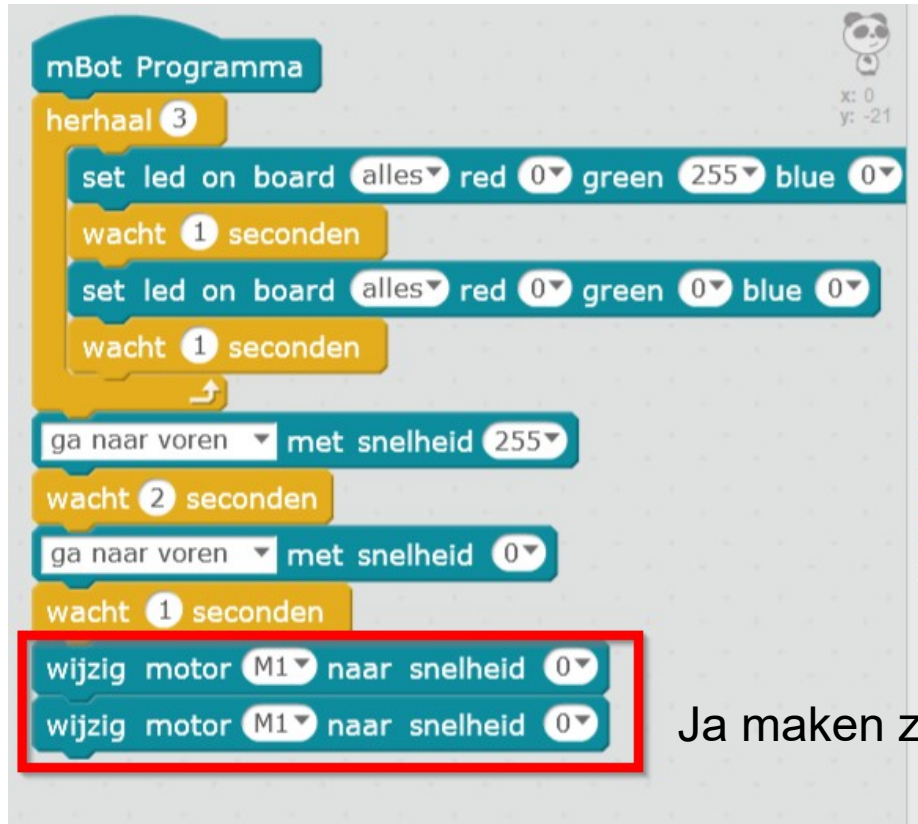 mBot Programma
x: 0
y: -21
herhaal 3
set led on board alles red 0 green 255 blue 0
wacht 1 seconden
set led on board alles red 0 green 0 blue 0
wacht 1 seconden
ga naar voren met snelheid 255
wacht 2 seconden
ga naar voren met snelheid 0
wacht 1 seconden
wijzig motor M1 naar snelheid 0
wijzig motor M1 naar snelheid 0
Ja maken